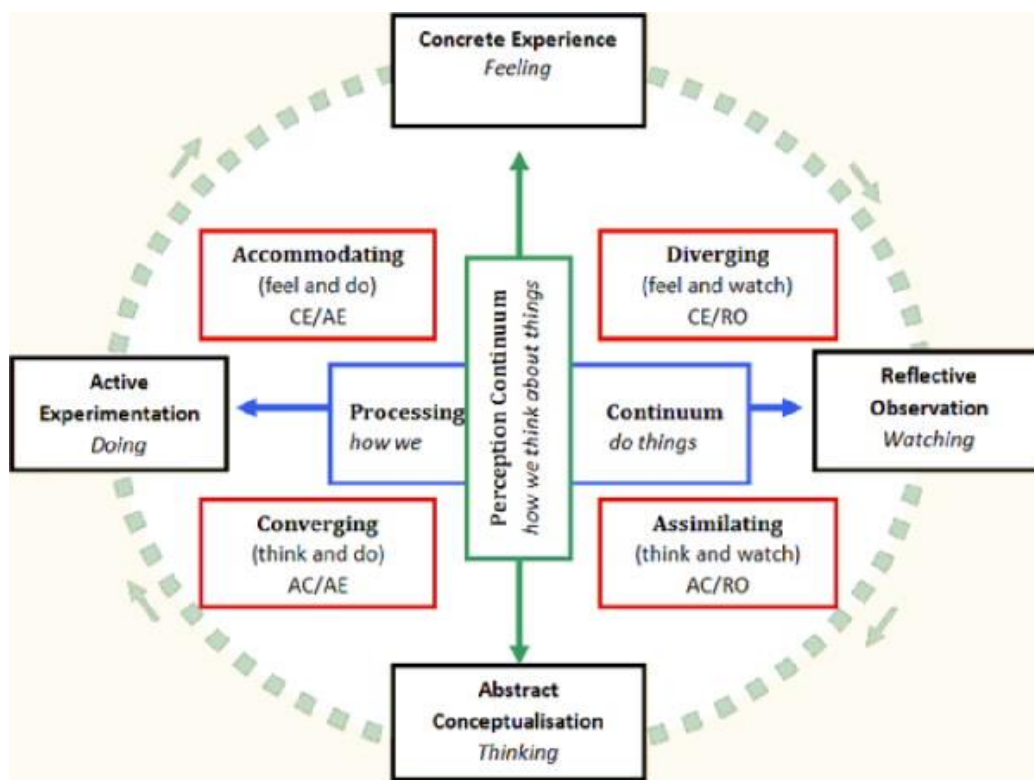 Concrete Experience
Feeling
Accommodating
(feel and do)
CE/AE
Diverging
(feel and watch)
CE/RO
Active
Experimentation
Doing
Processing
how we
Perception Continuum
how we think about things
Continuum
do things
Reflective
Observation
Watching
Converging
(think and do)
AC/AE
Assimilating
(think and watch)
AC/RO
Abstract
Conceptualisation
Thinking